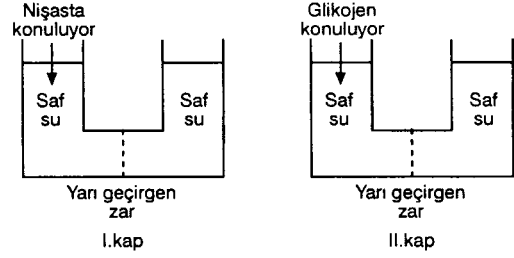 Nişasta
konuluyor
Saf
su
Saf
su
Yarı geçirgen
zar
I.kap
Glikojen
konuluyor
Saf
su
Saf
su
Yarı geçirgen
zar
II.kap